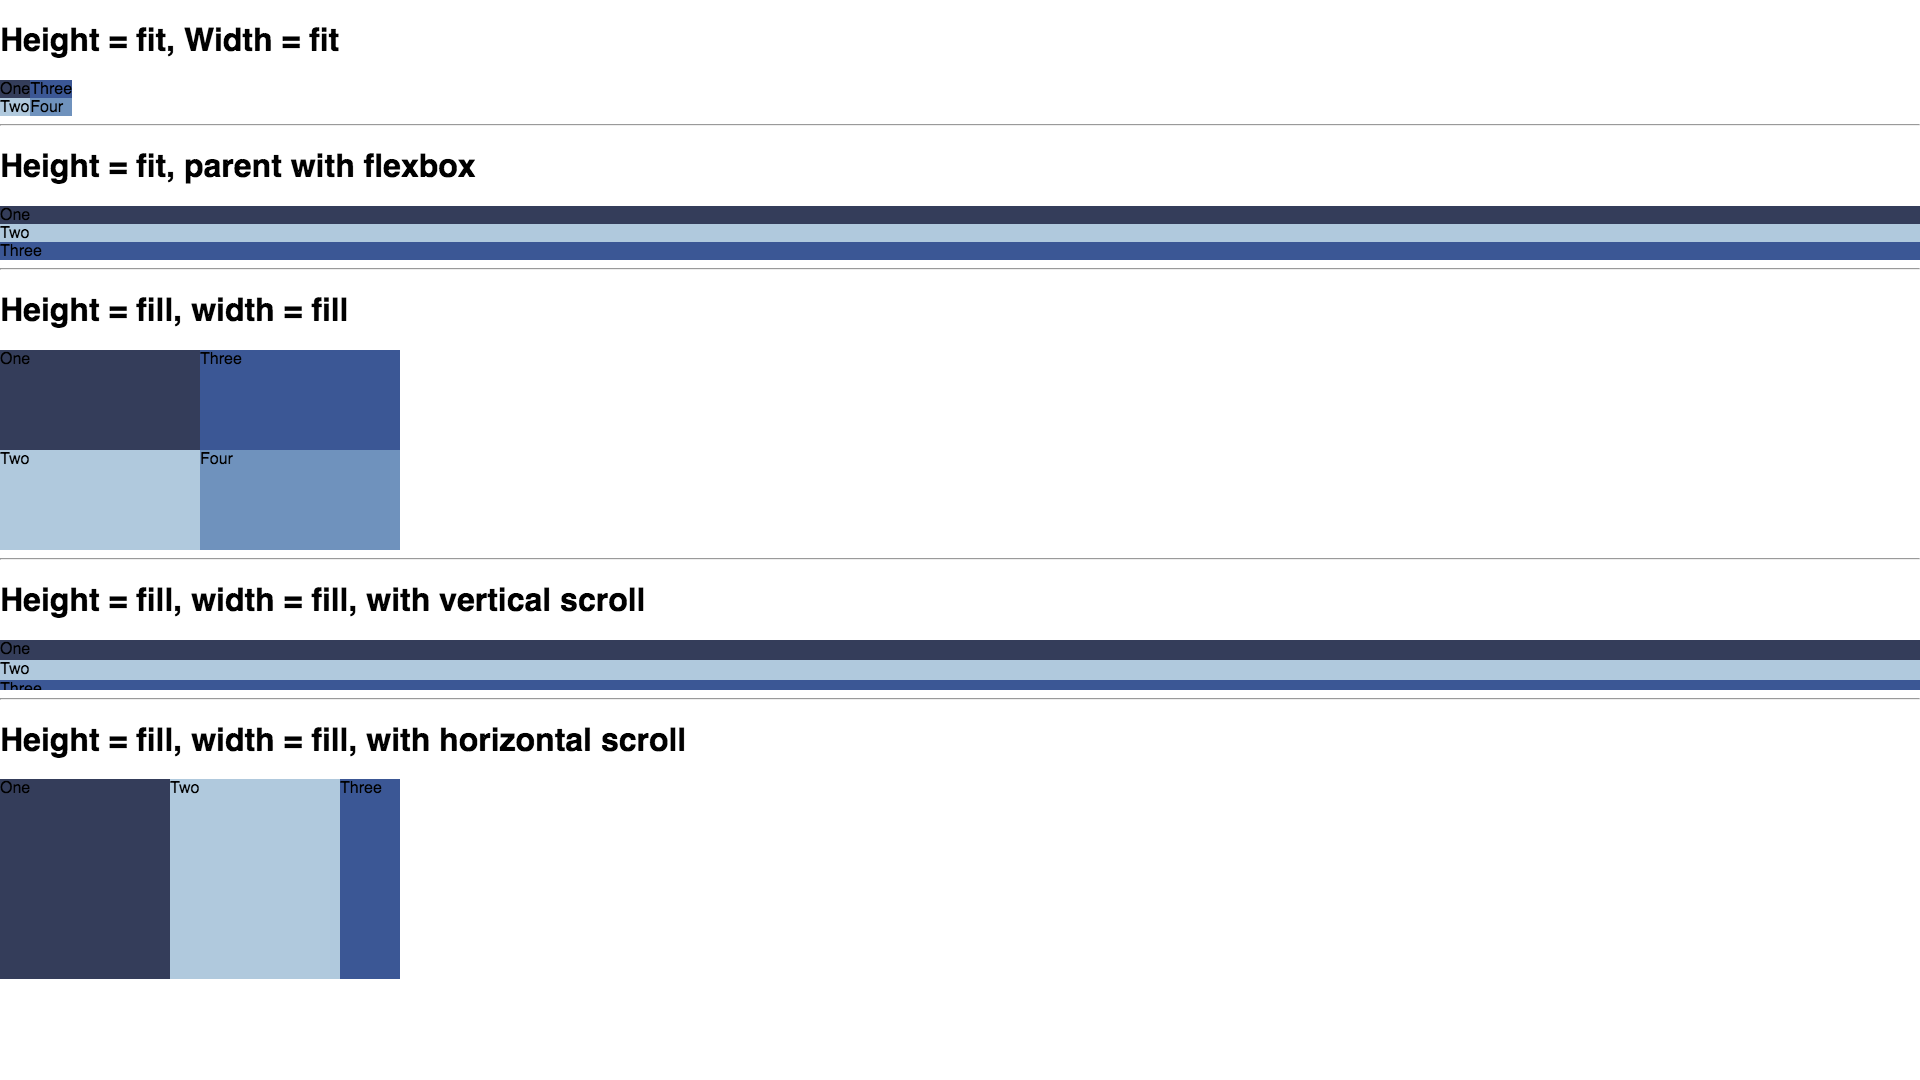 Height = fit, Width = fit
OneThree
TwoFour
Height = fit, parent with flexbox
One
Two
Three
Height = fill, width = fill
One Three
Two Four
Height = fill, width = fill, with vertical scroll
One
Two
Three
Height = fill, width = fill, with horizontal scroll
One Two Three